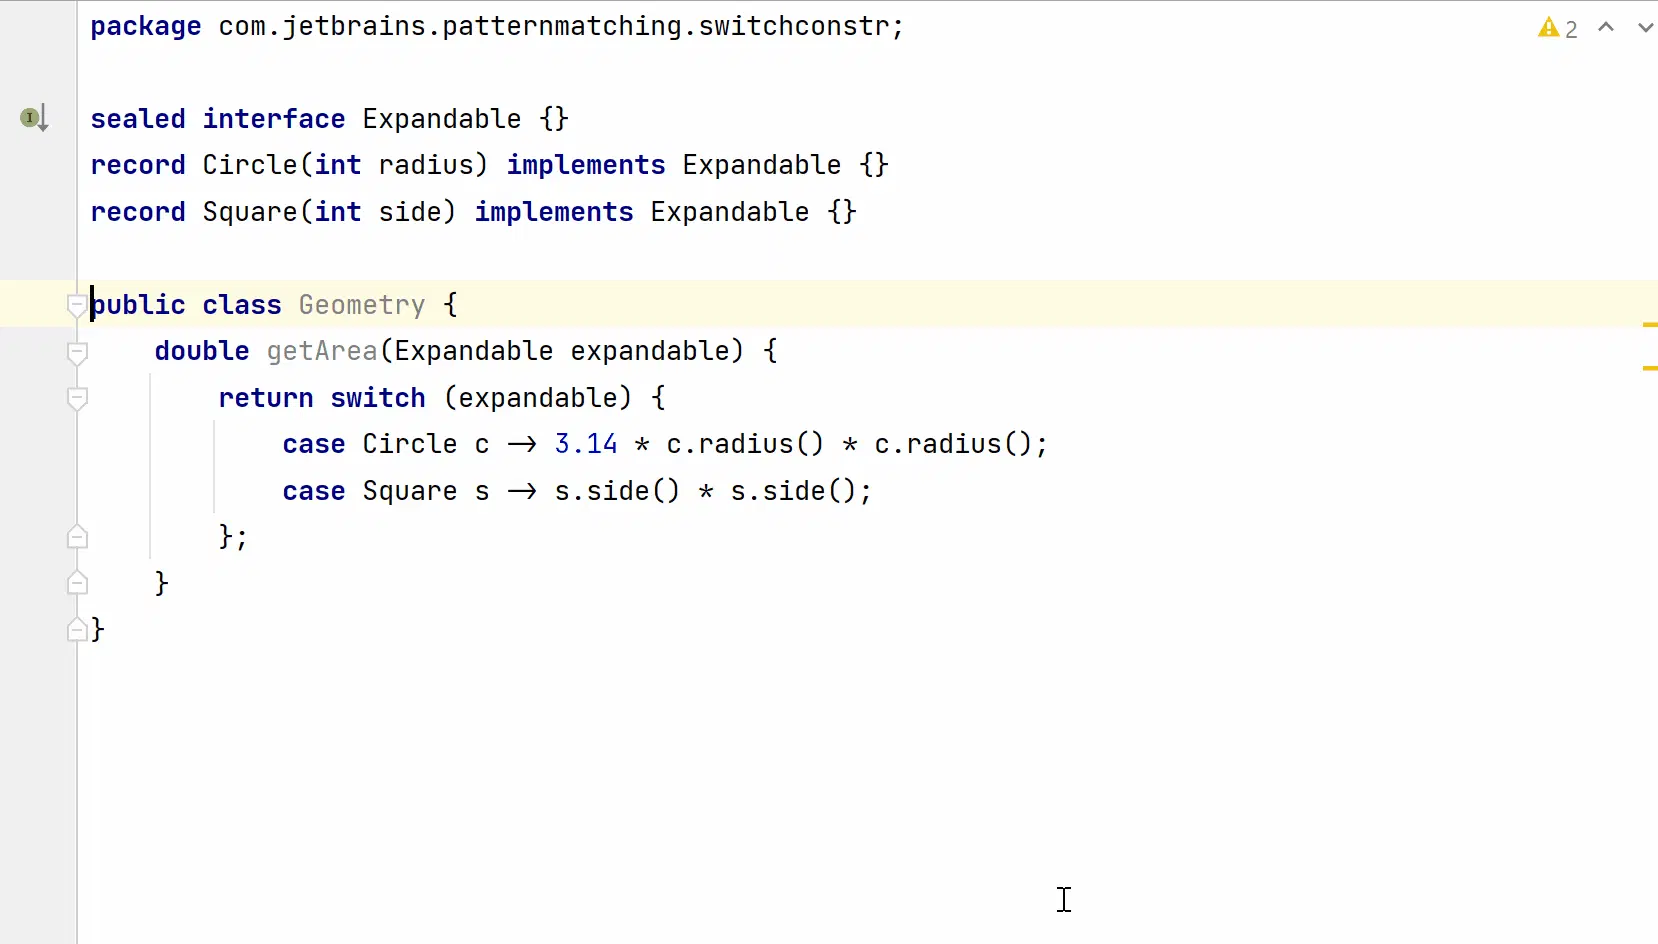 package com.jetbrains.patternmatching.switchconstr;
2
I
sealed interface Expandable {}
record Circle(int radius) implements Expandable {}
record Square(int side) implements Expandable {}
public class Geometry {
    double getArea(Expandable expandable) {
        return switch (expandable) {
            case Circle c -> 3.14 * c.radius() * c.radius();
            case Square s -> s.side() * s.side();
        };
    }
}